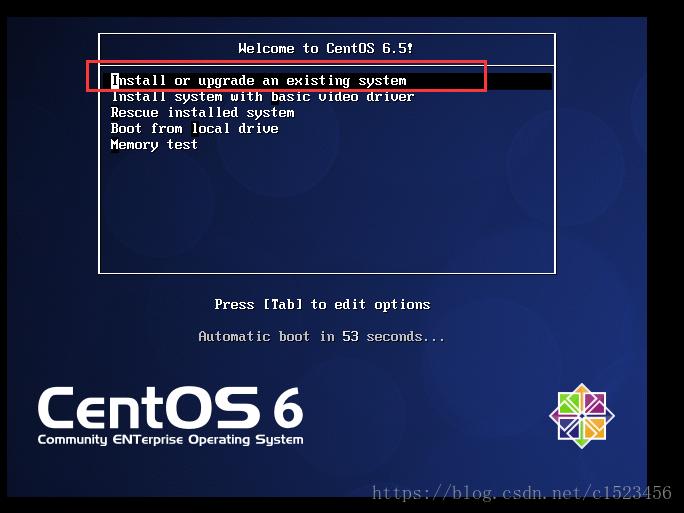 Welcome to CentOS 6.5!
Install or upgrade an existing system
Install system with basic video driver
Rescue installed system
Boot from local drive
Memory test
Press [Tab] to edit options
Automatic boot in 53 seconds...
CentOS 6
Community ENTerprise Operating System
https://blog.csdn.net/c1523456